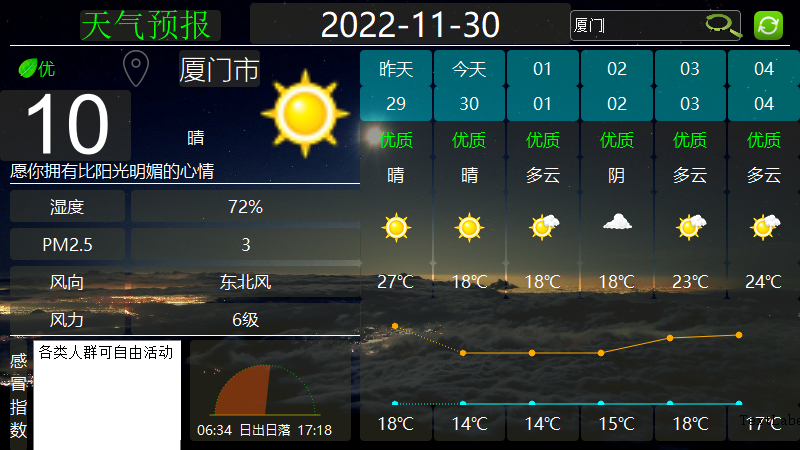 天气预报
2022-11-30
厦门
优
厦门市
10
晴
愿你拥有比阳光明媚的心情
湿度 72%
PM2.5 3
风向 东北风
风力 6级
感冒指数
各类人群可自由活动
06:34 日出日落 17:18
昨天 今天 01 02 03 04
29 30 01 02 03 04
优质 优质 优质 优质 优质 优质
晴 晴 多云 阴 多云 多云
27℃ 18℃ 18℃ 18℃ 23℃ 24℃
18℃ 14℃ 14℃ 15℃ 18℃ 17℃